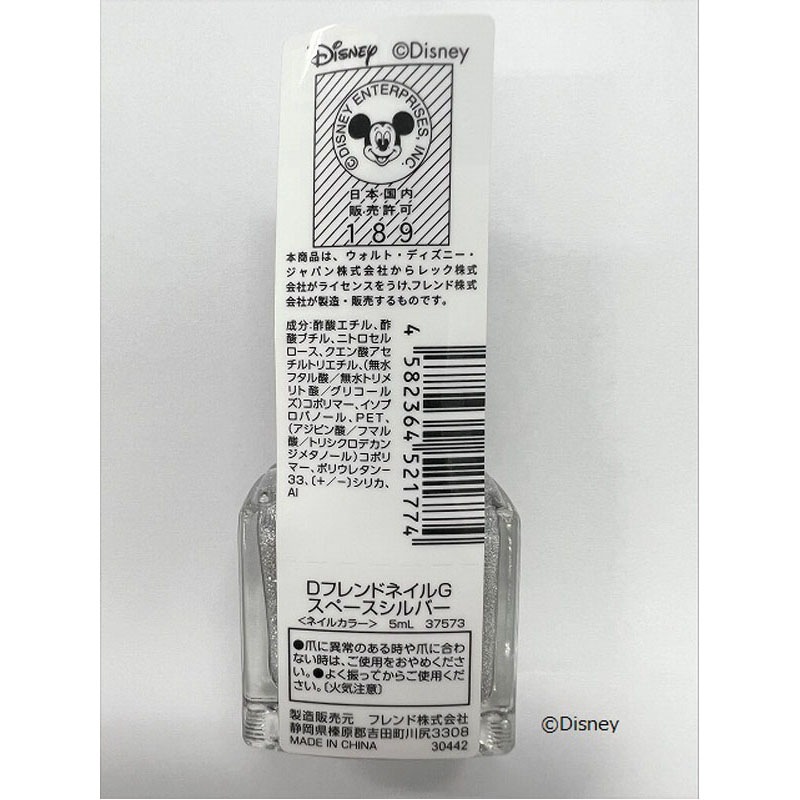 Disney ©Disney
©DISNEY ENTERPRISES, INC.
日本国内
販売許可
189
本商品は、ウォルト・ディズニー・
ジャパン株式会社からレック株式
会社がライセンスをうけ、フレンド株式
会社が製造・販売するものです。
成分:酢酸エチル、酢
酸ブチル、ニトロセル
ロース、クエン酸アセ
チルトリエチル、(無水
フタル酸/無水トリメ
リト酸/グリコール
ズ)コポリマー、イソプ
ロパノール、PET、
(アジピン酸/フマル
酸/トリシクロデカン
ジメタノール)コポリ
マー、ポリウレタン-
33、(+/-)シリカ、
Al
4 582364 521774
DフレンドネイルG
スペースシルバー
<ネイルカラー> 5mL 37573
●爪に異常のある時や爪に合わ
ない時は、ご使用をおやめくださ
い。●よく振ってからご使用くだ
さい。〔火気注意〕
製造販売元 フレンド株式会社
静岡県榛原郡吉田町川尻3308
MADE IN CHINA 30442
©Disney